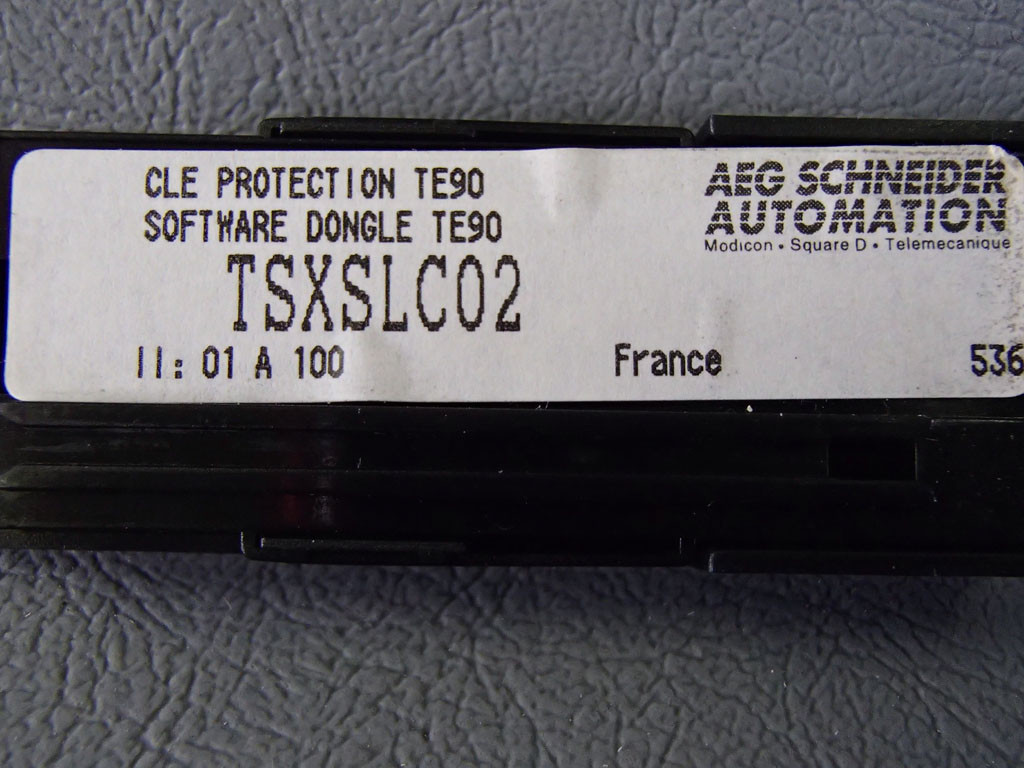 CLE PROTECTION TE90
SOFTWARE DONGLE TE90
TSXSLC02
II: 01 A 100
France
536
AEG SCHNEIDER
AUTOMATION
Modicon • Square D • Telemecanique